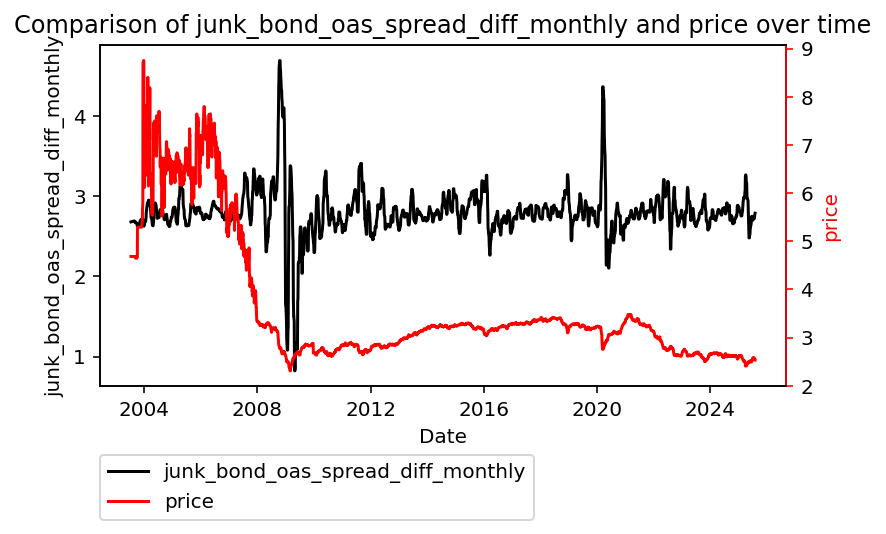 Comparison of junk_bond_oas_spread_diff_monthly and price over time
junk_bond_oas_spread_diff_monthly
4
3
2
1
9
8
7
6
5
4
3
2
price
2004 2008 2012 2016 2020 2024
Date
junk_bond_oas_spread_diff_monthly
price